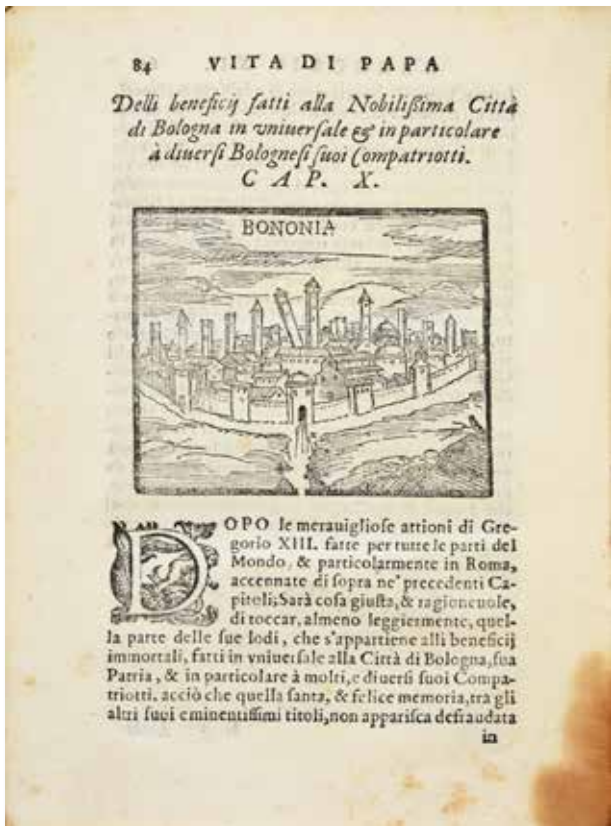 84 VITA DI PAPA
Delli beneficij fatti alla Nobilißima Città
di Bologna in vniuersale & in particolare
à diuersi Bolognesi suoi Compatriotti.
CAP. X.
BONONIA
DOPO le merauigliose attioni di Gre-
gorio XIII. fatte per tutte le parti del
Mondo, & particolarmente in Roma,
accennate di sopra ne' precedenti Ca-
pitoli; Sarà cosa giusta, & ragioneuole,
di toccar, almeno leggiermente, quel-
la parte delle sue lodi, che s'appartiene alli beneficij
immortali, fatti in vniuersale alla Città di Bologna, sua
Patria, & in particolare à molti, e diuersi suoi Compa-
triotti, acciò che quella santa, & felice memoria, tra gli
altri suoi eminentissimi titoli, non apparisca defraudata
in